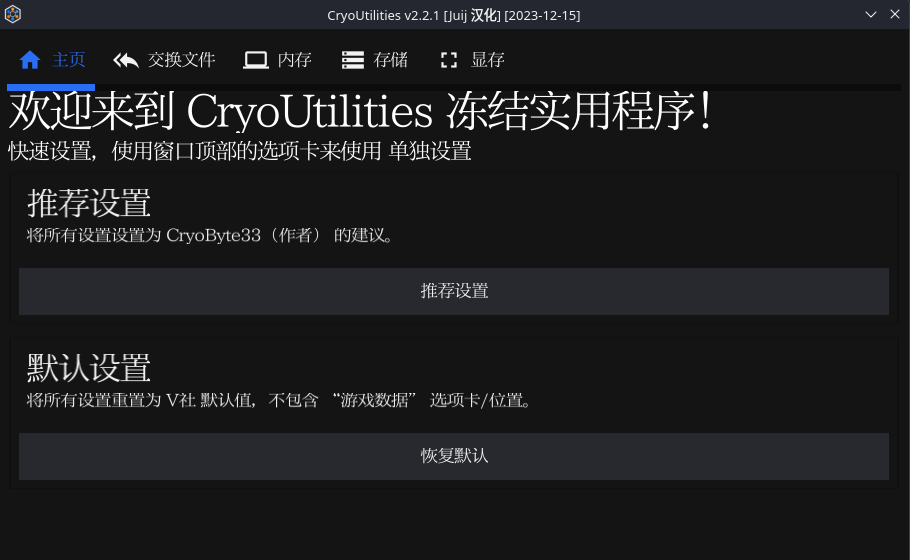 CryoUtilities v2.2.1 [Juij 汉化] [2023-12-15]
主页 交换文件 内存 存储 显存
欢迎来到 CryoUtilities 冻结实用程序！
快速设置，使用窗口顶部的选项卡来使用 单独设置
推荐设置
将所有设置设置为 CryoByte33（作者） 的建议。
推荐设置
默认设置
将所有设置重置为 V社 默认值，不包含 “游戏数据” 选项卡/位置。
恢复默认